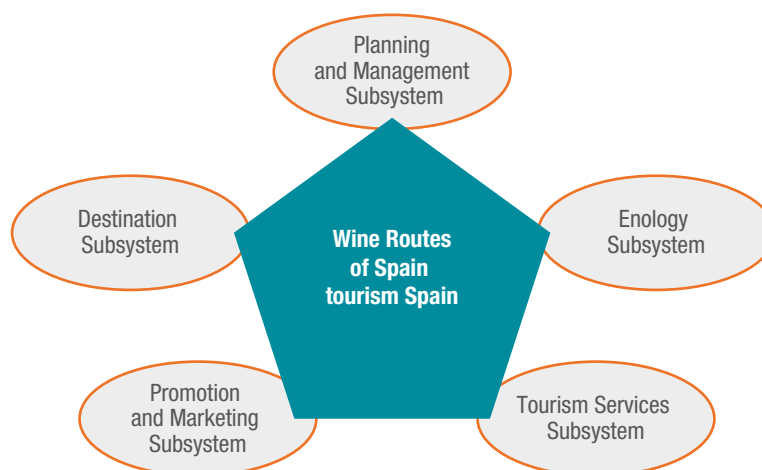 Planning
and Management
Subsystem
Destination
Subsystem
Enology
Subsystem
Wine Routes
of Spain
tourism Spain
Promotion
and Marketing
Subsystem
Tourism Services
Subsystem